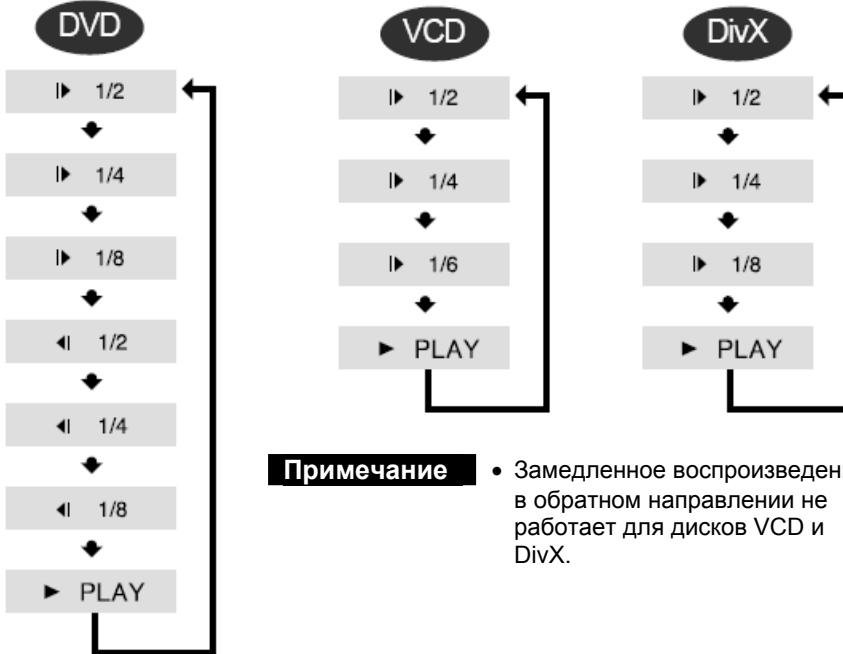 DVD
▶ 1/2
▶ 1/4
▶ 1/8
◀ 1/2
◀ 1/4
◀ 1/8
► PLAY
VCD
▶ 1/2
▶ 1/4
▶ 1/6
► PLAY
DivX
▶ 1/2
▶ 1/4
▶ 1/8
► PLAY
Примечание
• Замедленное воспроизведен
в обратном направлении не
работает для дисков VCD и
DivX.